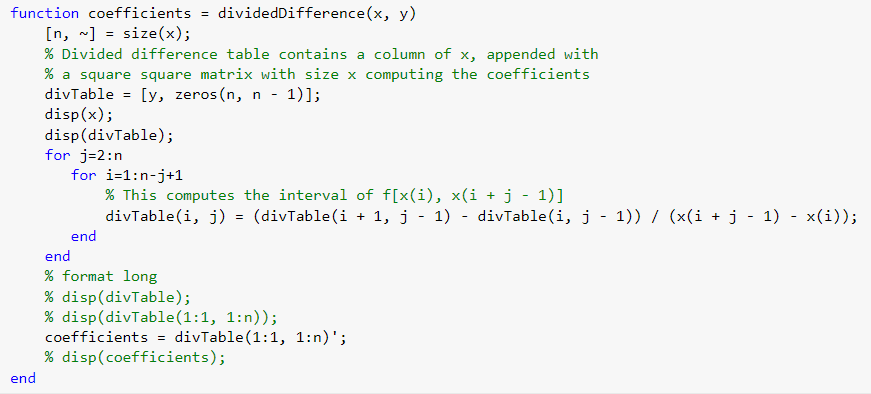 function coefficients = dividedDifference(x, y)
    [n, ~] = size(x);
    % Divided difference table contains a column of x, appended with
    % a square square matrix with size x computing the coefficients
    divTable = [y, zeros(n, n - 1)];
    disp(x);
    disp(divTable);
    for j=2:n
       for i=1:n-j+1
           % This computes the interval of f[x(i), x(i + j - 1)]
           divTable(i, j) = (divTable(i + 1, j - 1) - divTable(i, j - 1)) / (x(i + j - 1) - x(i));
       end
    end
    % format long
    % disp(divTable);
    % disp(divTable(1:1, 1:n));
    coefficients = divTable(1:1, 1:n)';
    % disp(coefficients);
end